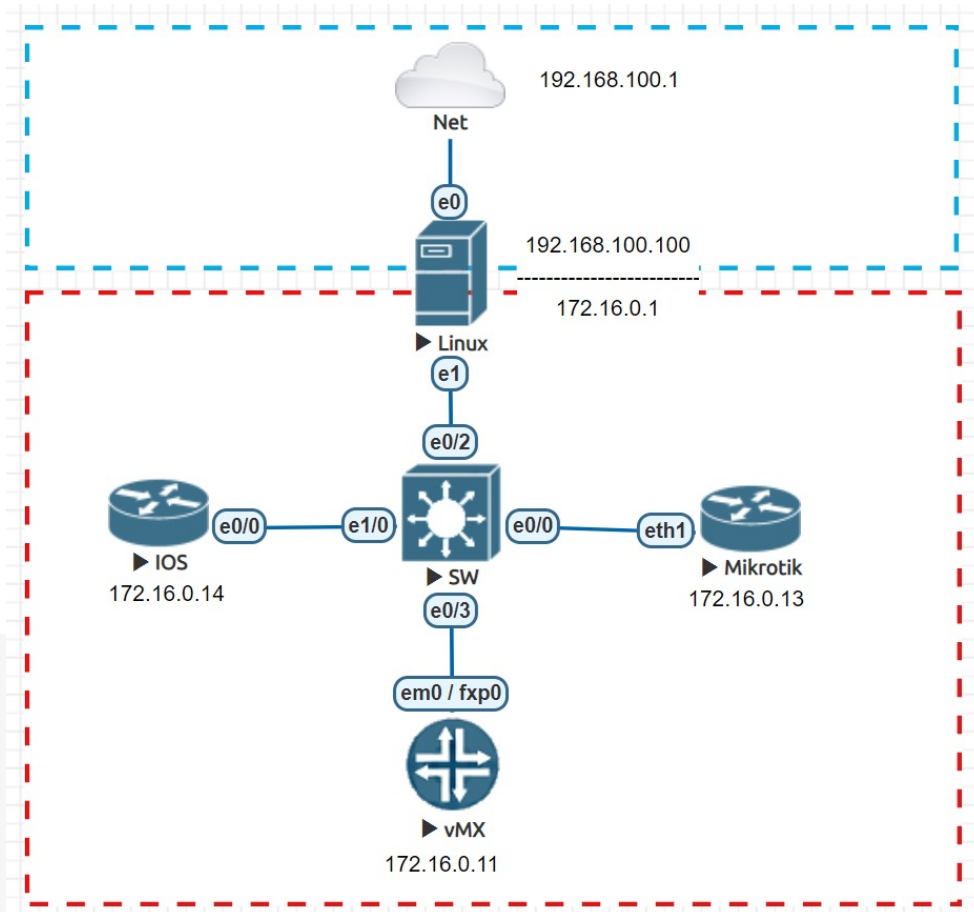 192.168.100.1
Net
e0
192.168.100.100
172.16.0.1
Linux
e1
e0/2
e0/0
e1/0
e0/0
eth1
IOS
SW
Mikrotik
172.16.0.14
172.16.0.13
e0/3
em0 / fxp0
vMX
172.16.0.11